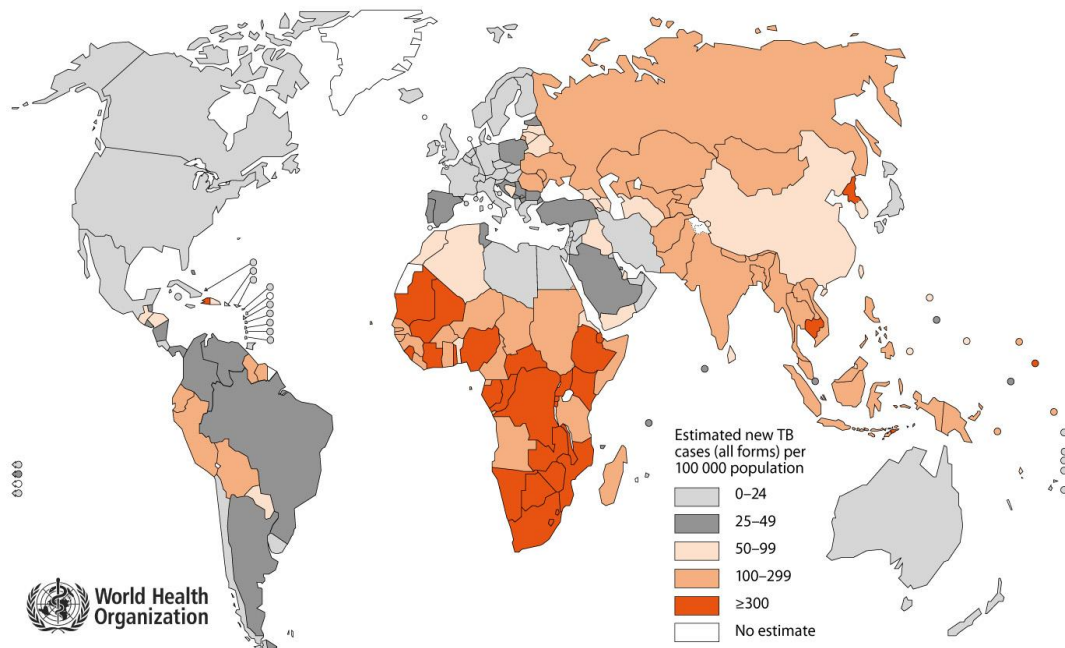 Estimated new TB
cases (all forms) per
100 000 population
0–24
25–49
50–99
100–299
≥300
No estimate
World Health
Organization